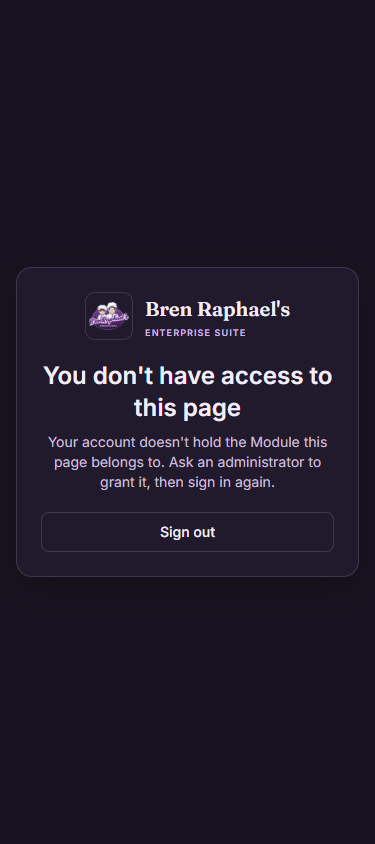 Bren Raphael's
ENTERPRISE SUITE
You don't have access to
this page
Your account doesn't hold the Module this
page belongs to. Ask an administrator to
grant it, then sign in again.
Sign out